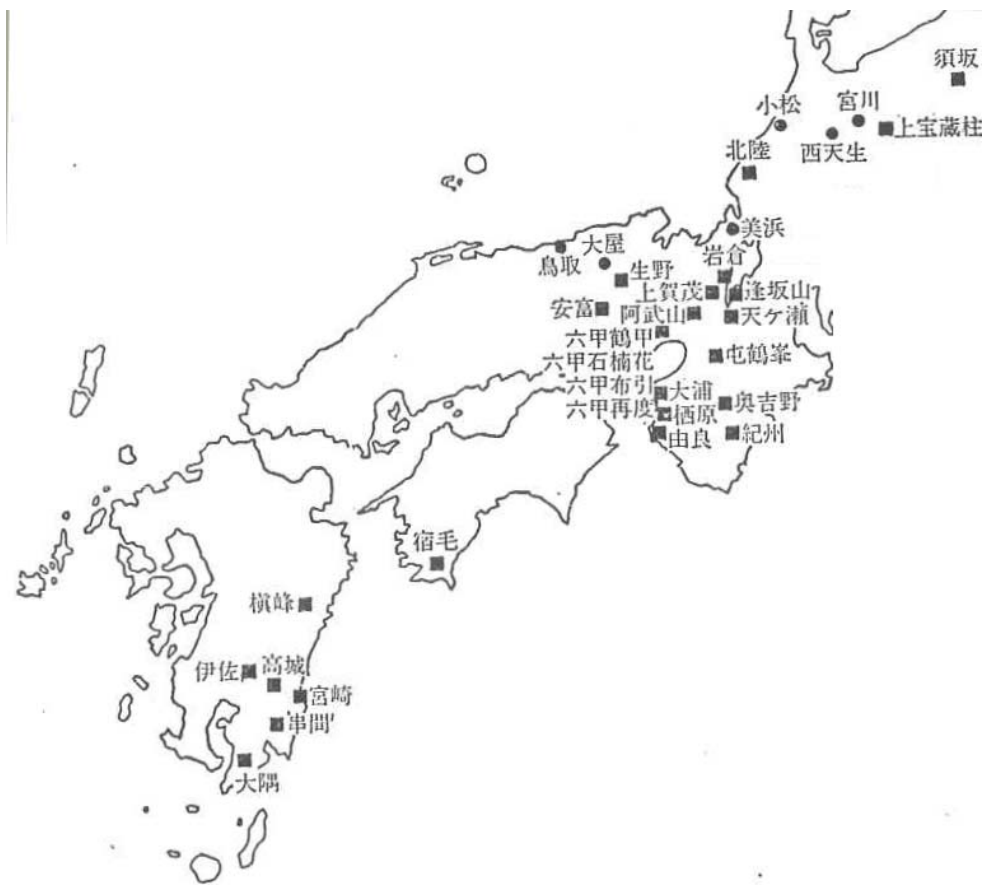 須坂
小松
宮川
上宝蔵柱
西天生
北陸
美浜
大屋
岩倉
鳥取
生野
上賀茂
逢坂山
安富
阿武山
天ケ瀬
六甲鶴甲
六甲石楠花
屯鶴峯
六甲布引
大浦
奥吉野
六甲再度
栖原
由良
紀州
宿毛
槇峰
伊佐
高城
宮崎
串間
大隅